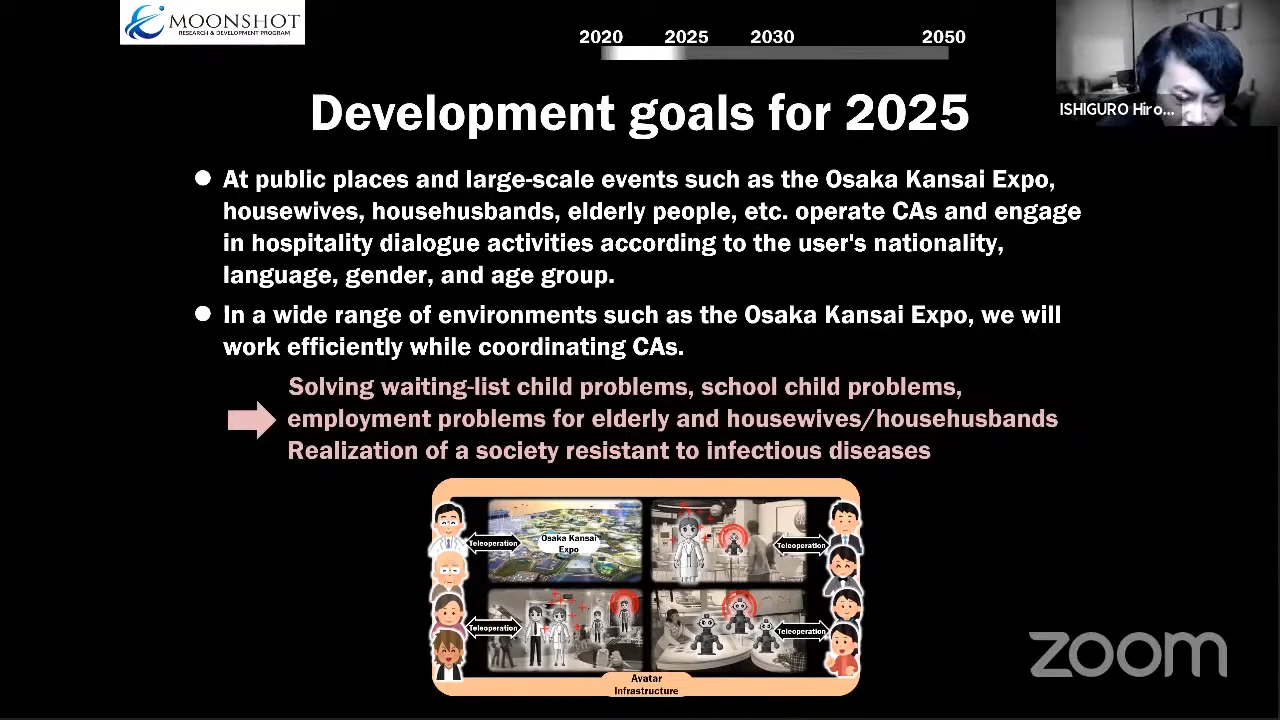 MOONSHOT
RESEARCH & DEVELOPMENT PROGRAM
2020 2025 2030 2050
ISHIGURO Hiro...
Development goals for 2025
At public places and large-scale events such as the Osaka Kansai Expo,
housewives, househusbands, elderly people, etc. operate CAs and engage
in hospitality dialogue activities according to the user's nationality,
language, gender, and age group.
In a wide range of environments such as the Osaka Kansai Expo, we will
work efficiently while coordinating CAs.
Solving waiting-list child problems, school child problems,
employment problems for elderly and housewives/househusbands
Realization of a society resistant to infectious diseases
Teleoperation
Osaka Kansai
Expo
Teleoperation
Teleoperation
Teleoperation
Avatar
Infrastructure
zoom